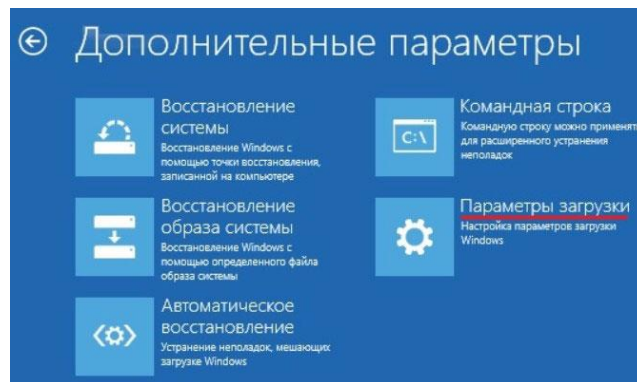 Дополнительные параметры
Восстановление
системы
Восстановление Windows с
помощью точки восстановления,
записанной на компьютере
Восстановление
образа системы
Восстановление Windows с
помощью определенного файла
образа системы
Автоматическое
восстановление
Устранение неполадок, мешающих
загрузке Windows
C:\
Командная строка
Командную строку можно применят
для расширенного устранения
неполадок
Параметры загрузки
Настройка параметров загрузки
Windows